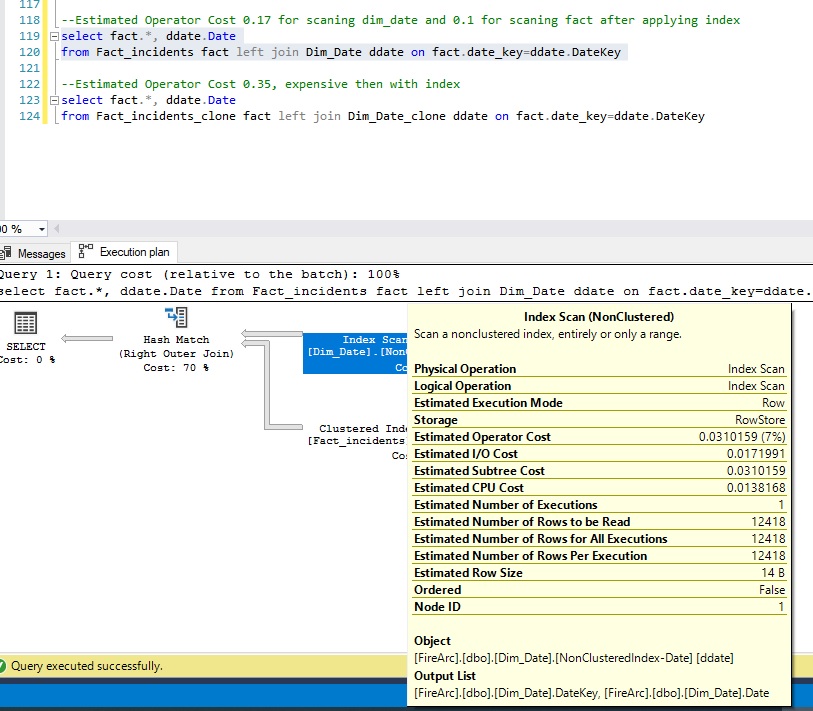 117
118 --Estimated Operator Cost 0.17 for scaning dim_date and 0.1 for scaning fact after applying index
119 select fact.*, ddate.Date
120 from Fact_incidents fact left join Dim_Date ddate on fact.date_key=ddate.DateKey
121
122 --Estimated Operator Cost 0.35, expensive then with index
123 select fact.*, ddate.Date
124 from Fact_incidents_clone fact left join Dim_Date_clone ddate on fact.date_key=ddate.DateKey
00 %
Messages Execution plan
Query 1: Query cost (relative to the batch): 100%
select fact.*, ddate.Date from Fact_incidents fact left join Dim_Date ddate on fact.date_key=ddate.
SELECT
Cost: 0 %
Hash Match
(Right Outer Join)
Cost: 70 %
Index Scan
[Dim_Date].[Non
Co
Clustered Inde
[Fact_incidents
Co
Index Scan (NonClustered)
Scan a nonclustered index, entirely or only a range.
Physical Operation Index Scan
Logical Operation Index Scan
Estimated Execution Mode Row
Storage RowStore
Estimated Operator Cost 0.0310159 (7%)
Estimated I/O Cost 0.0171991
Estimated Subtree Cost 0.0310159
Estimated CPU Cost 0.0138168
Estimated Number of Executions 1
Estimated Number of Rows to be Read 12418
Estimated Number of Rows for All Executions 12418
Estimated Number of Rows Per Execution 12418
Estimated Row Size 14 B
Ordered False
Node ID 1
Object
[FireArc].[dbo].[Dim_Date].[NonClusteredIndex-Date] [ddate]
Output List
[FireArc].[dbo].[Dim_Date].DateKey, [FireArc].[dbo].[Dim_Date].Date
Query executed successfully.